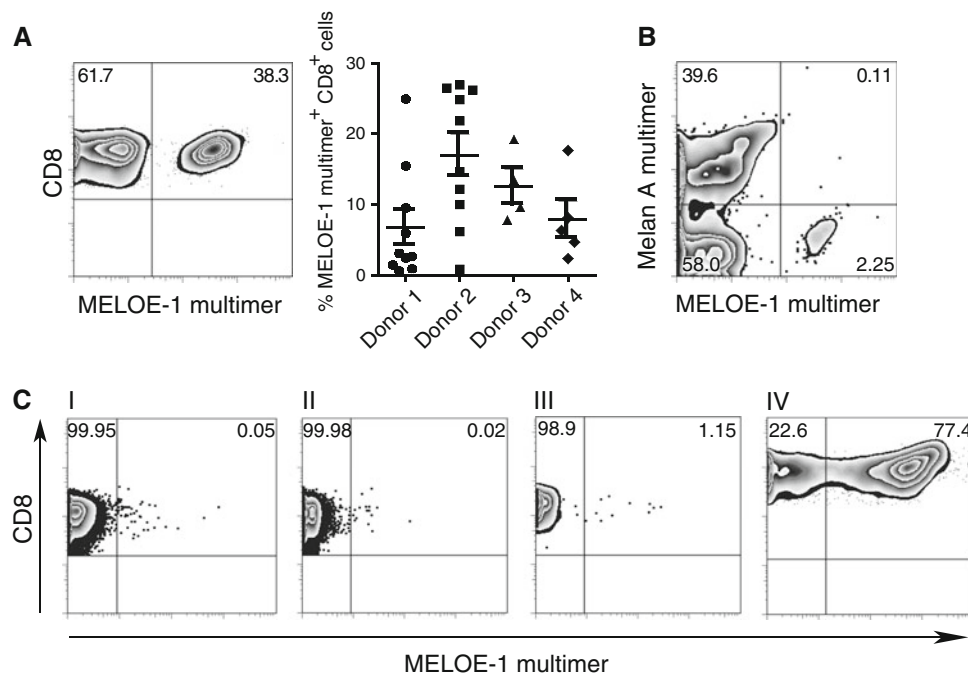 A
61.7
38.3
CD8
MELOE-1 multimer
% MELOE-1 multimer+ CD8+ cells
30
20
10
0
Donor 1
Donor 2
Donor 3
Donor 4
B
39.6
0.11
58.0
2.25
Melan A multimer
MELOE-1 multimer
C
I
99.95
0.05
II
99.98
0.02
III
98.9
1.15
IV
22.6
77.4
CD8
MELOE-1 multimer